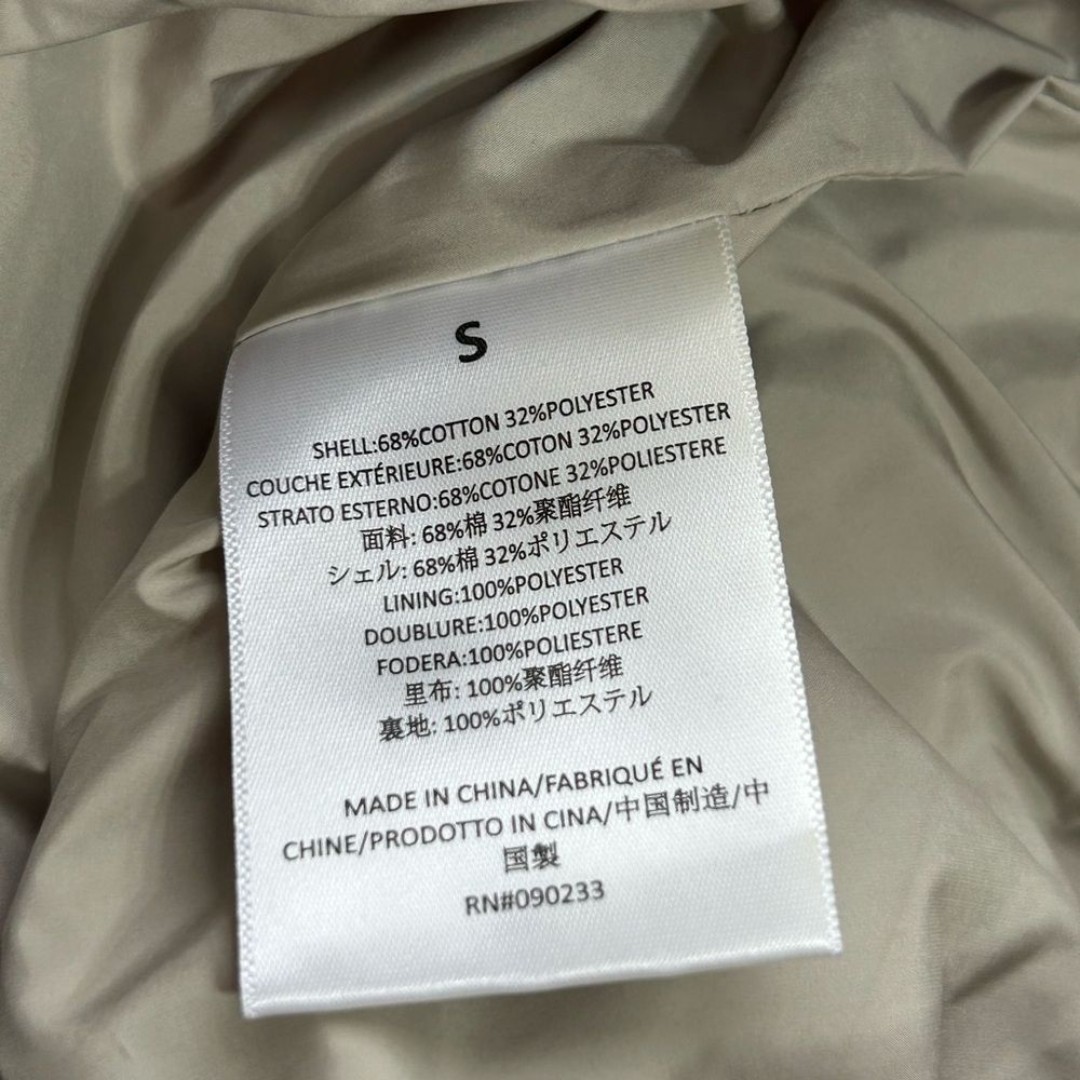 S
SHELL:68%COTTON 32%POLYESTER
COUCHE EXTÉRIEURE:68%COTON 32%POLYESTER
STRATO ESTERNO:68%COTONE 32%POLIESTERE
面料: 68%棉 32%聚酯纤维
シェル: 68%棉 32%ポリエステル
LINING:100%POLYESTER
DOUBLURE:100%POLYESTER
FODERA:100%POLIESTERE
里布: 100%聚酯纤维
裏地: 100%ポリエステル
MADE IN CHINA/FABRIQUÉ EN
CHINE/PRODOTTO IN CINA/中国制造/中
国製
RN#090233